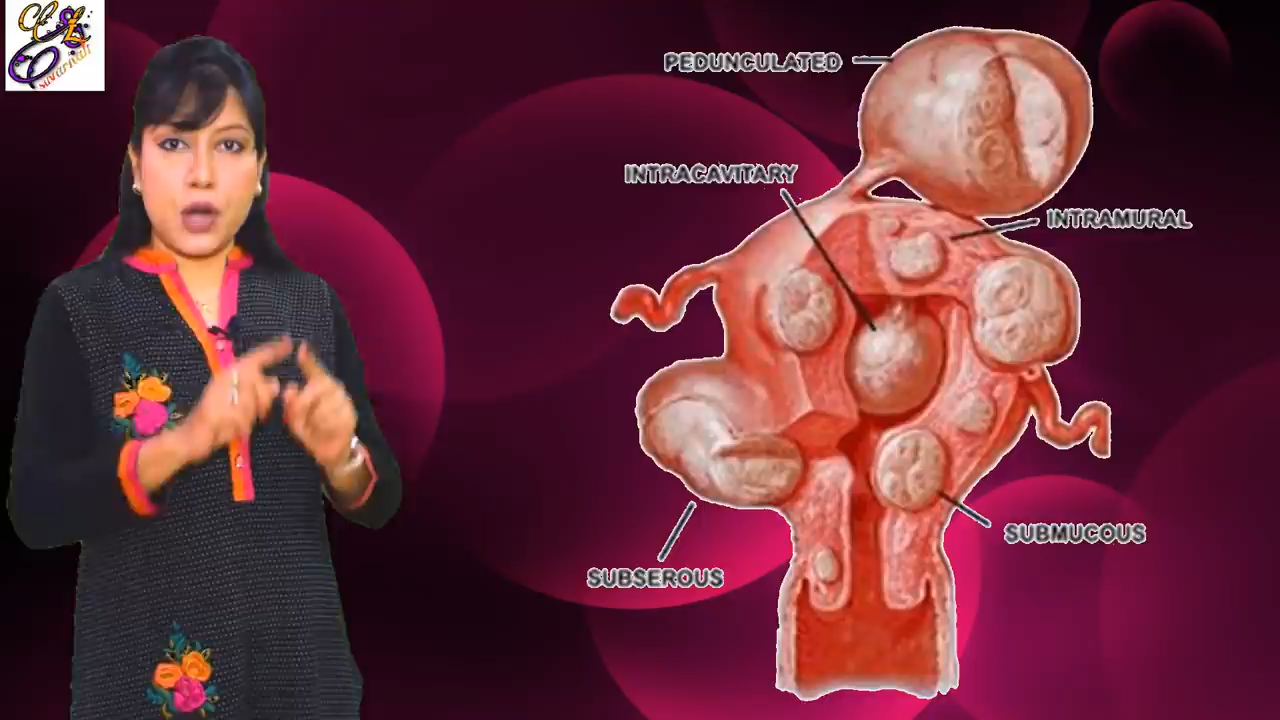 PEDUNCULATED
INTRACAVITARY
INTRAMURAL
SUBMUCOUS
SUBSEROUS